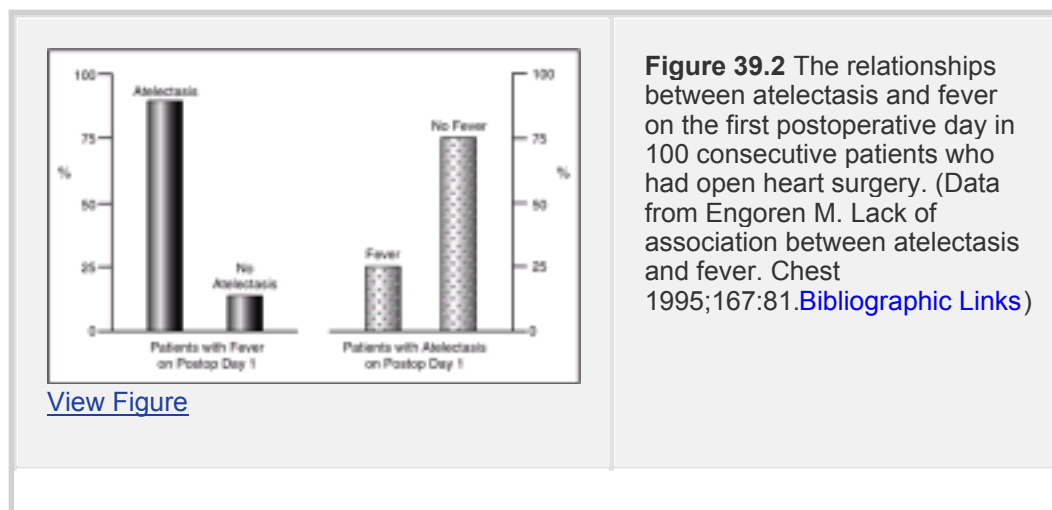 100
Atelectasis
75
%
50
25
No
Atelectasis
0
Patients with Fever
on Postop Day 1
100
No Fever
75
%
50
Fever
25
0
Patients with Atelectasis
on Postop Day 1
View Figure
Figure 39.2 The relationships
between atelectasis and fever
on the first postoperative day in
100 consecutive patients who
had open heart surgery. (Data
from Engoren M. Lack of
association between atelectasis
and fever. Chest
1995;167:81.Bibliographic Links)